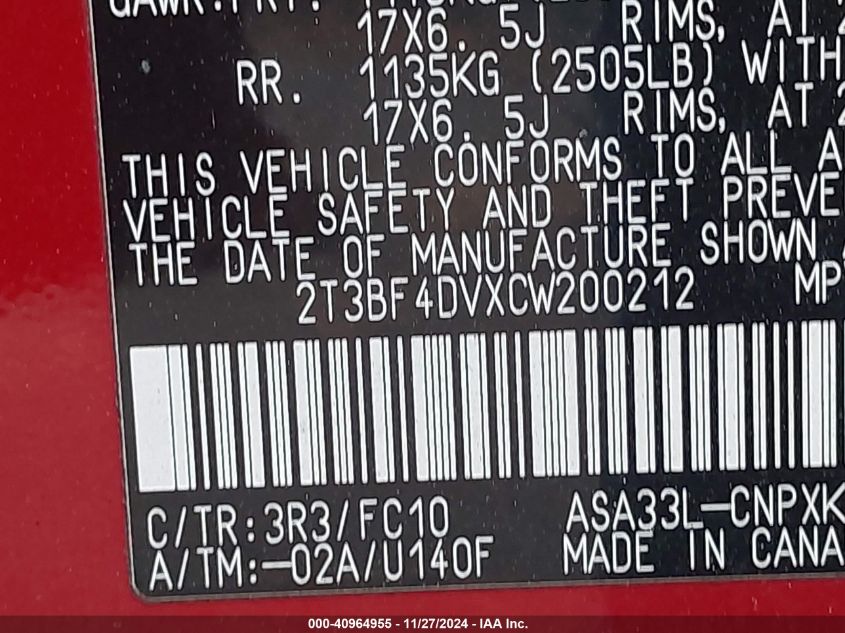 17X6. 5J RIMS, AT
RR. 1135KG (2505LB) WITH
17X6. 5J RIMS, AT
THIS VEHICLE CONFORMS TO ALL
VEHICLE SAFETY AND THEFT PREVE
THE DATE OF MANUFACTURE SHOWN
2T3BF4DVXCW200212 MP
C/TR:3R3/FC10 ASA33L-CNPXK
A/TM:-02A/U140F MADE IN CANA
000-40964955 - 11/27/2024 - IAA Inc.